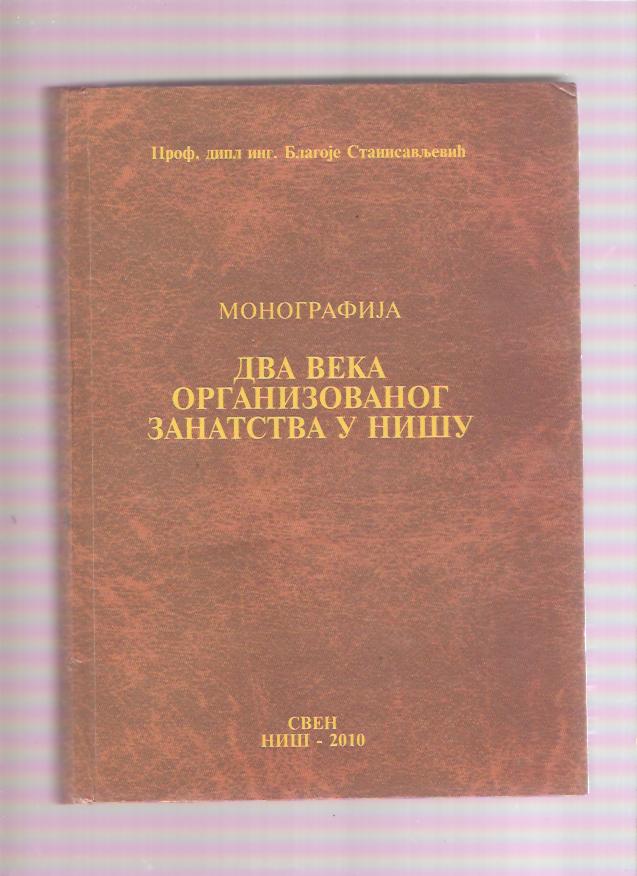 Проф. дипл инг. Благоје Станисављевић
МОНОГРАФИЈА
ДВА ВЕКА
ОРГАНИЗОВАНОГ
ЗАНАТСТВА У НИШУ
СВЕН
НИШ - 2010